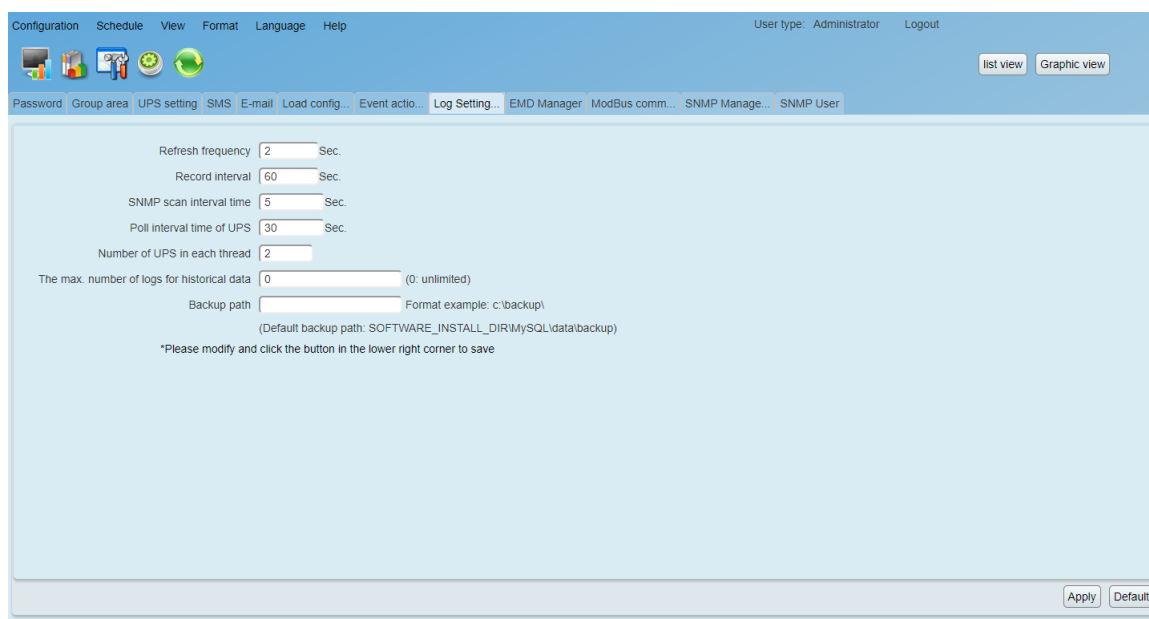 Configuration Schedule View Format Language Help User type: Administrator Logout
list view Graphic view
Password Group area UPS setting SMS E-mail Load config... Event actio... Log Setting... EMD Manager ModBus comm... SNMP Manage... SNMP User
Refresh frequency 2 Sec.
Record interval 60 Sec.
SNMP scan interval time 5 Sec.
Poll interval time of UPS 30 Sec.
Number of UPS in each thread 2
The max. number of logs for historical data 0 (0: unlimited)
Backup path Format example: c:\backup\
(Default backup path: SOFTWARE_INSTALL_DIR\MySQL\data\backup)
*Please modify and click the button in the lower right corner to save
Apply Default